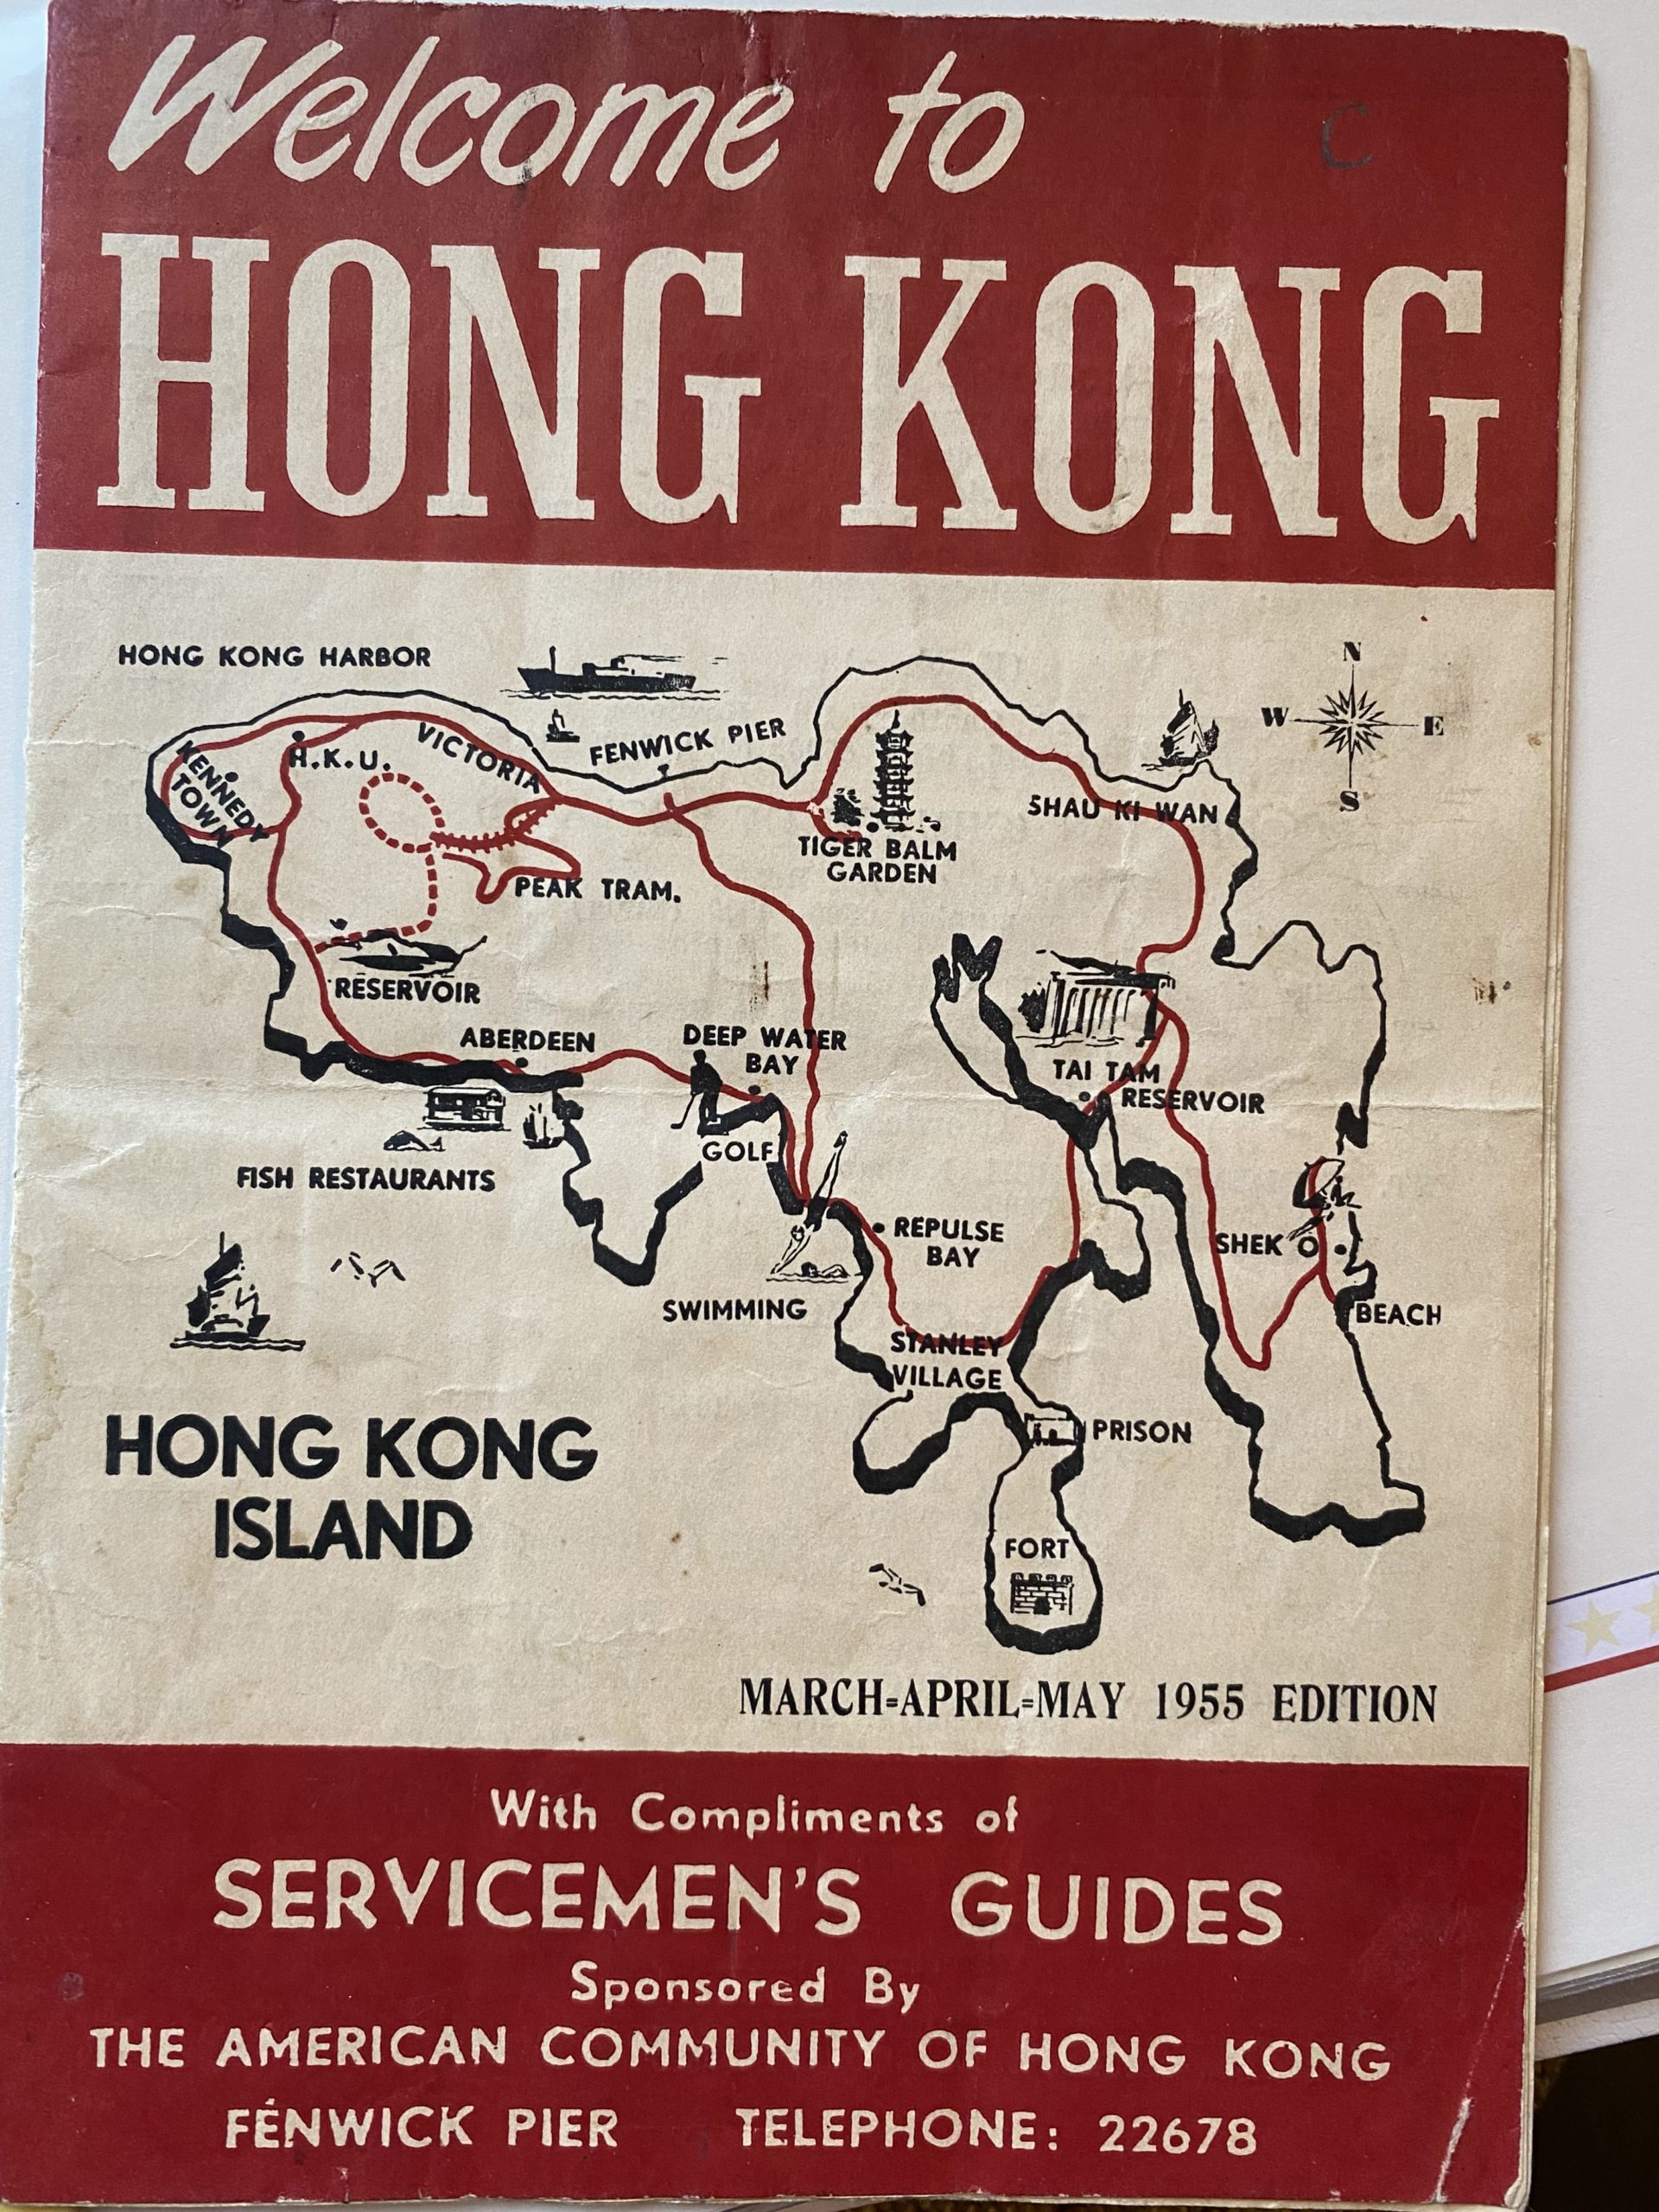 Welcome to
HONG KONG
C
HONG KONG HARBOR
N
W E
S
FENWICK PIER
VICTORIA
H.K.U.
KENNEDY
TOWN
SHAU KI WAN
TIGER BALM
GARDEN
PEAK TRAM.
RESERVOIR
ABERDEEN
DEEP WATER
BAY
TAI TAM
RESERVOIR
GOLF
FISH RESTAURANTS
REPULSE
BAY
SHEK O
SWIMMING
BEACH
STANLEY
VILLAGE
PRISON
HONG KONG
ISLAND
FORT
MARCH=APRIL=MAY 1955 EDITION
With Compliments of
SERVICEMEN'S GUIDES
Sponsored By
THE AMERICAN COMMUNITY OF HONG KONG
FENWICK PIER TELEPHONE: 22678